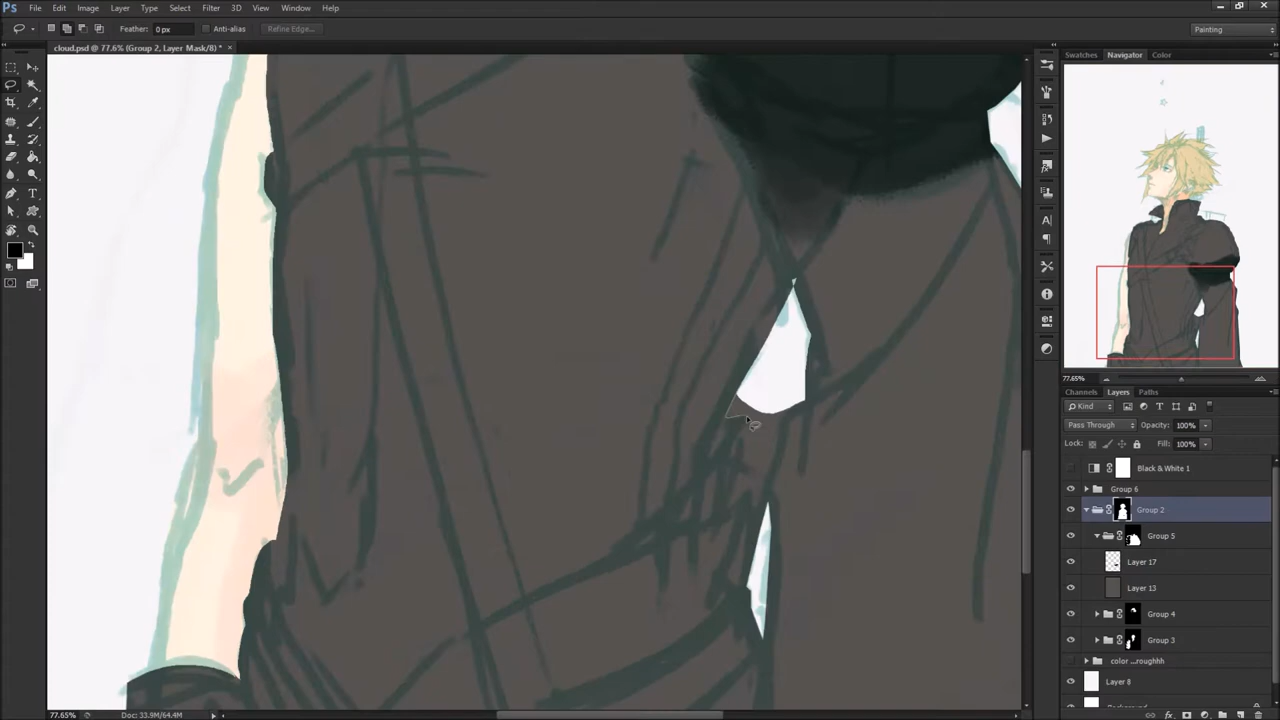 Ps File Edit Image Layer Type Select Filter 3D View Window Help
Feather: 0 px Anti-alias Refine Edge... Painting
cloud.psd @ 77.6% (Group 2, Layer Mask/8) * ×
Swatches Navigator Color
77.65%
Channels Layers Paths
Kind
Pass Through Opacity: 100%
Lock: Fill: 100%
Black & White 1
Group 6
Group 2
Group 5
Layer 17
Layer 13
Group 4
Group 3
color ...roughhh
Layer 8
Background
77.65% Doc: 33.9M/64.4M